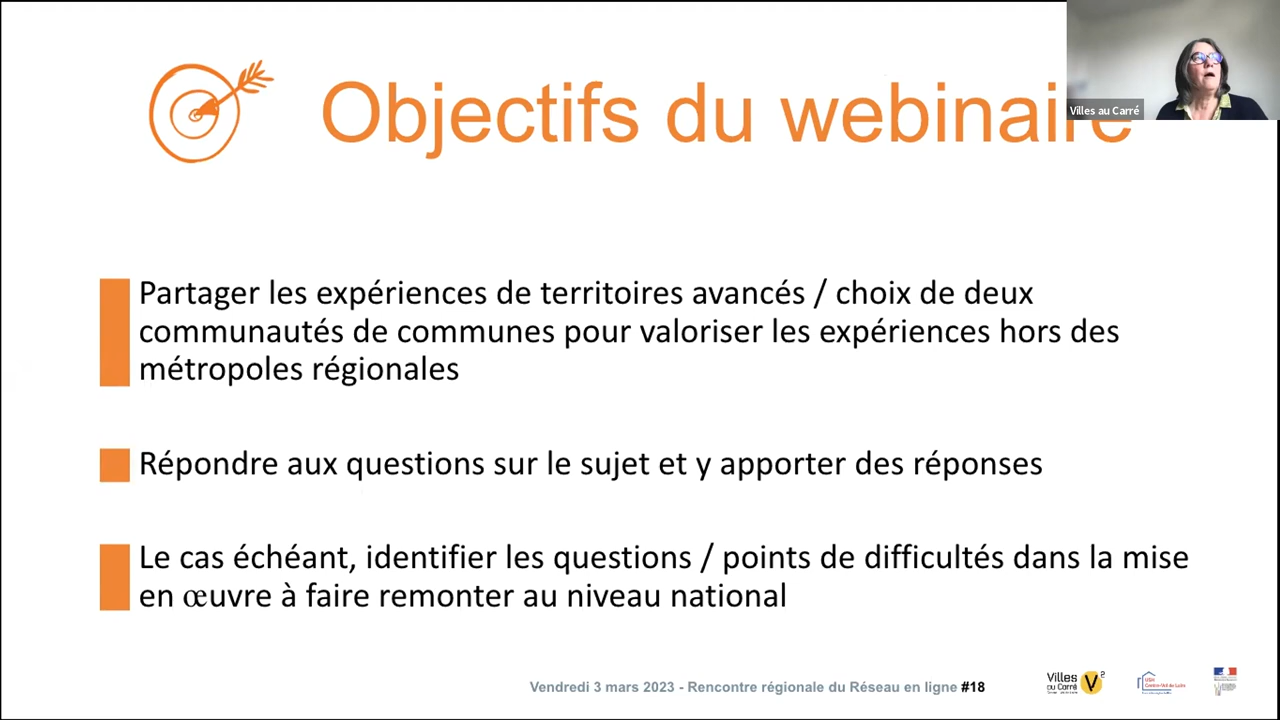 Objectifs du webinaire
Villes au Carré
Partager les expériences de territoires avancés / choix de deux
communautés de communes pour valoriser les expériences hors des
métropoles régionales
Répondre aux questions sur le sujet et y apporter des réponses
Le cas échéant, identifier les questions / points de difficultés dans la mise
en œuvre à faire remonter au niveau national
Vendredi 3 mars 2023 - Rencontre régionale du Réseau en ligne #18
Villes
au Carré
V2